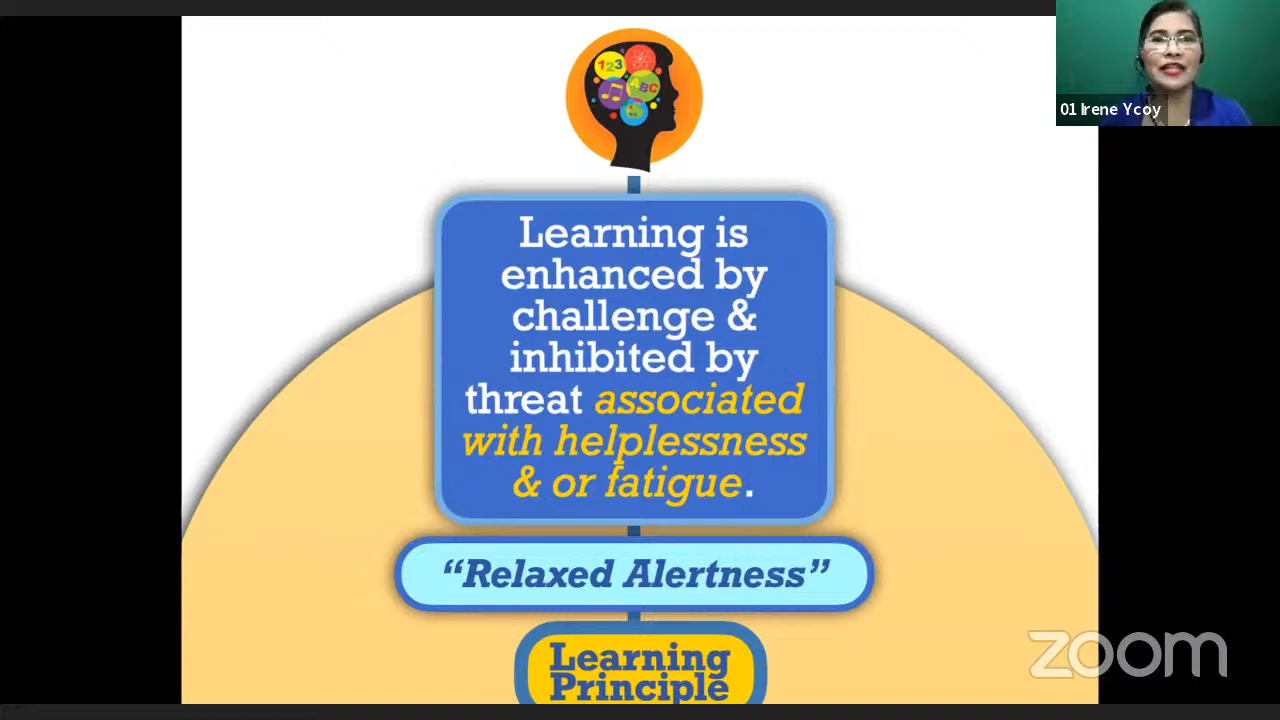 123
ABC
01 Irene Ycoy
Learning is
enhanced by
challenge &
inhibited by
threat associated
with helplessness
& or fatigue.
“Relaxed Alertness”
Learning
Principle
zoom